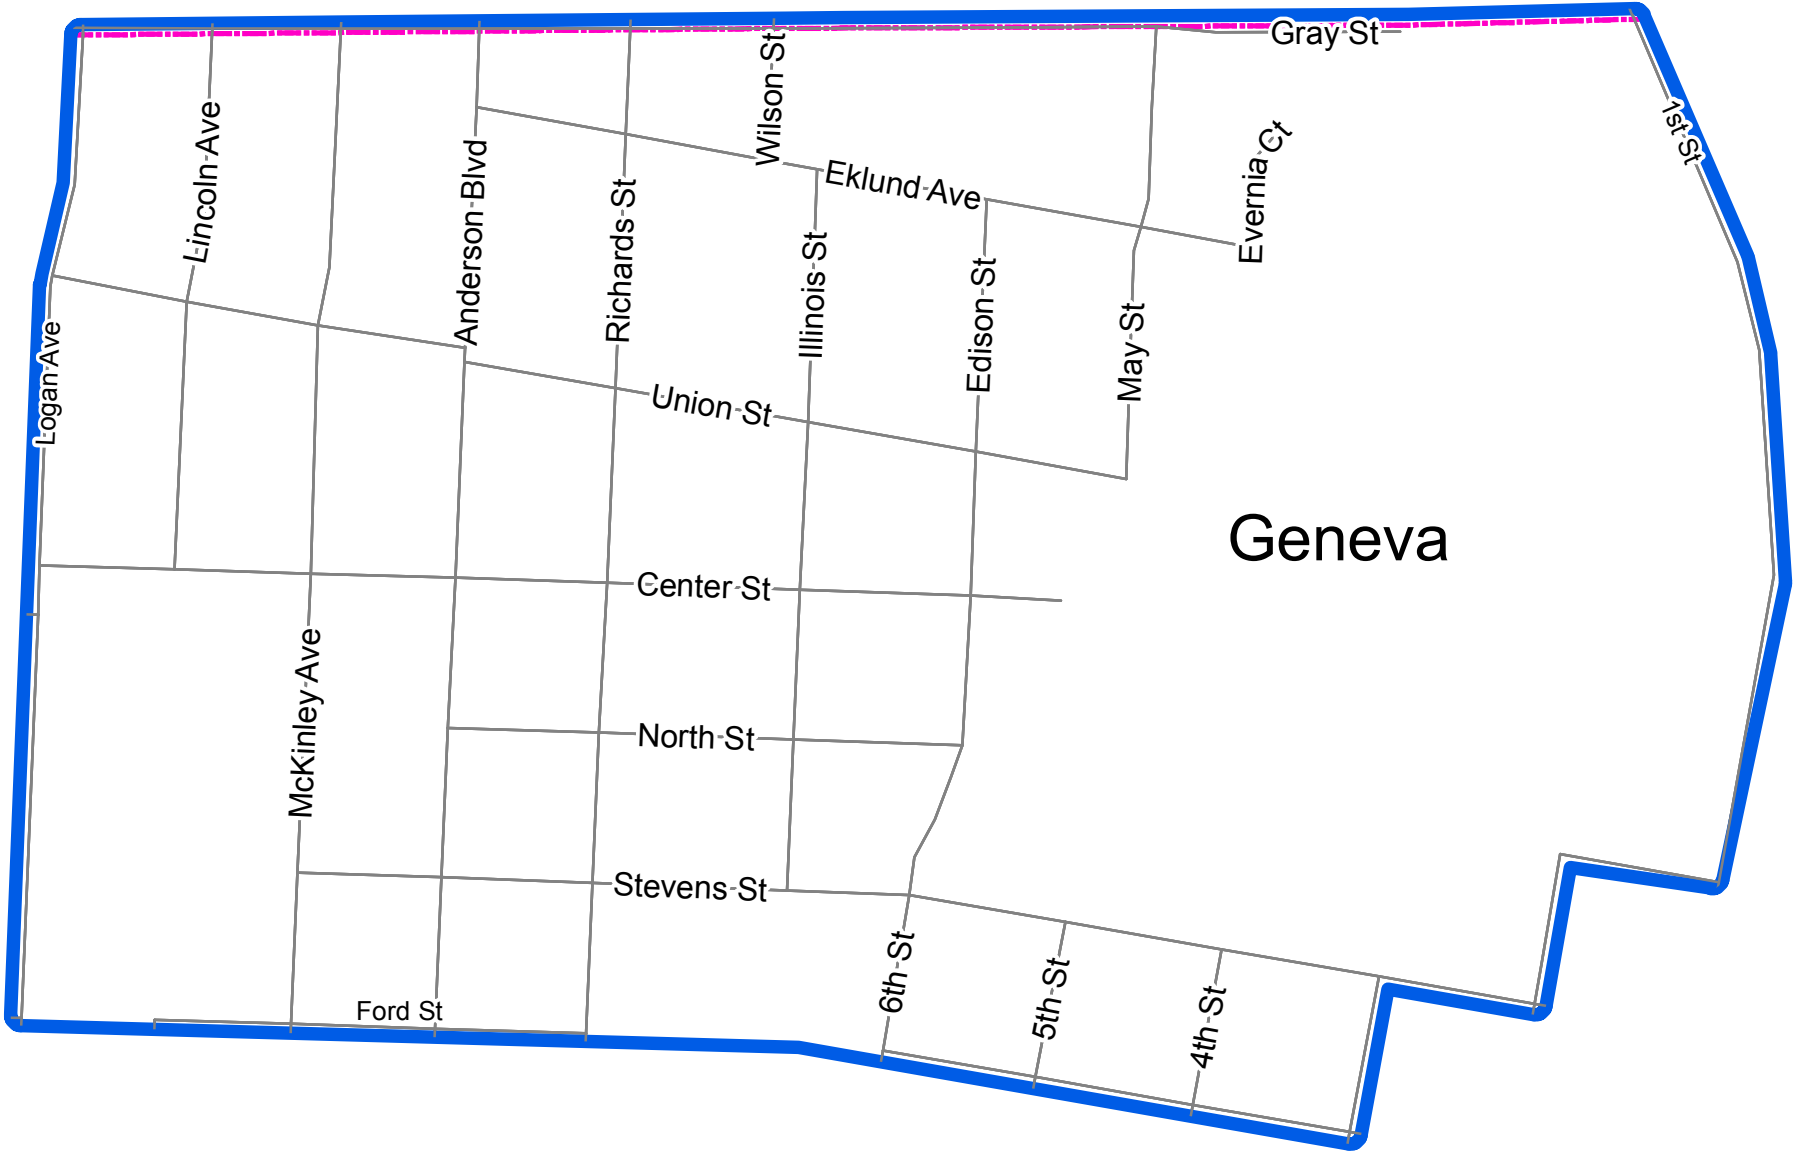 Gray St
Wilson St
1st St
Lincoln Ave
Evernia Ct
Anderson Blvd
Eklund Ave
Richards St
Illinois St
Edison St
May St
Logan Ave
Union St
Geneva
Center St
McKinley Ave
North St
Stevens St
6th St
5th St
4th St
Ford St